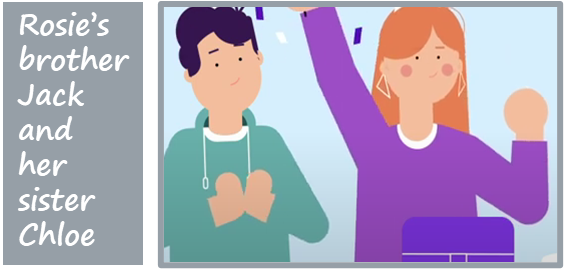 Rosie's
brother
Jack
and
her
sister
Chloe